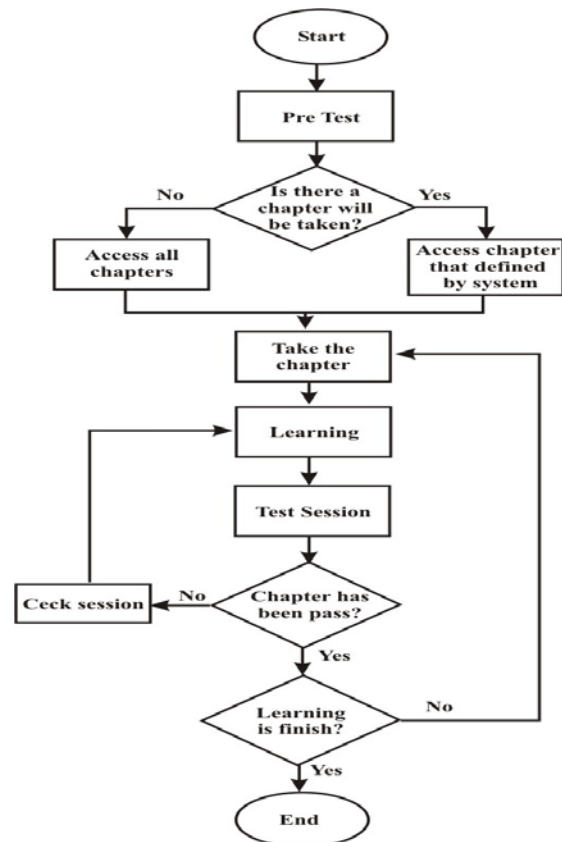 Start
Pre Test
Is there a
chapter will
be taken?
No
Yes
Access all
chapters
Access chapter
that defined
by system
Take the
chapter
Learning
Test Session
Chapter has
been pass?
No
Ceck session
Yes
Learning
is finish?
No
Yes
End